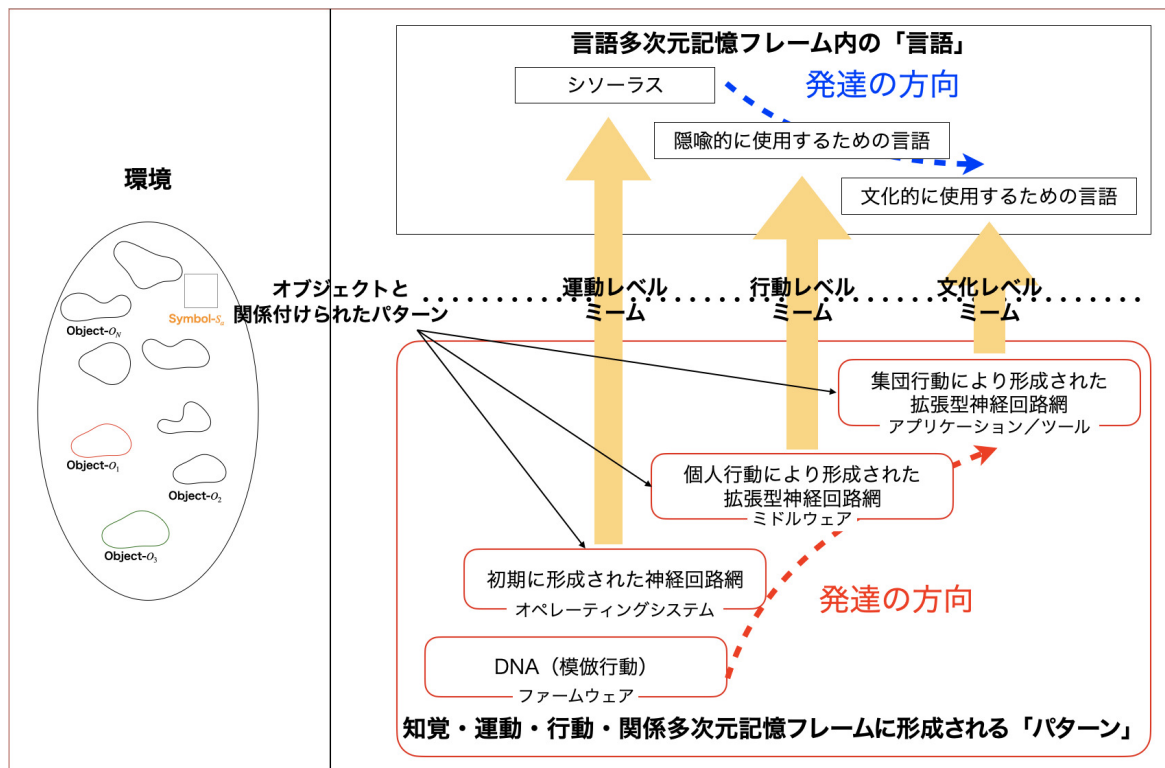 言語多次元記憶フレーム内の「言語」
シソーラス
発達の方向
隠喩的に使用するための言語
文化的に使用するための言語
環境
Object-O_N
Symbol-S_n
Object-O_1
Object-O_2
Object-O_3
オブジェクトと
関係付けられたパターン
運動レベル
ミーム
行動レベル
ミーム
文化レベル
ミーム
集団行動により形成された
拡張型神経回路網
アプリケーション／ツール
個人行動により形成された
拡張型神経回路網
ミドルウェア
初期に形成された神経回路網
オペレーティングシステム
発達の方向
DNA（模倣行動）
ファームウェア
知覚・運動・行動・関係多次元記憶フレームに形成される「パターン」